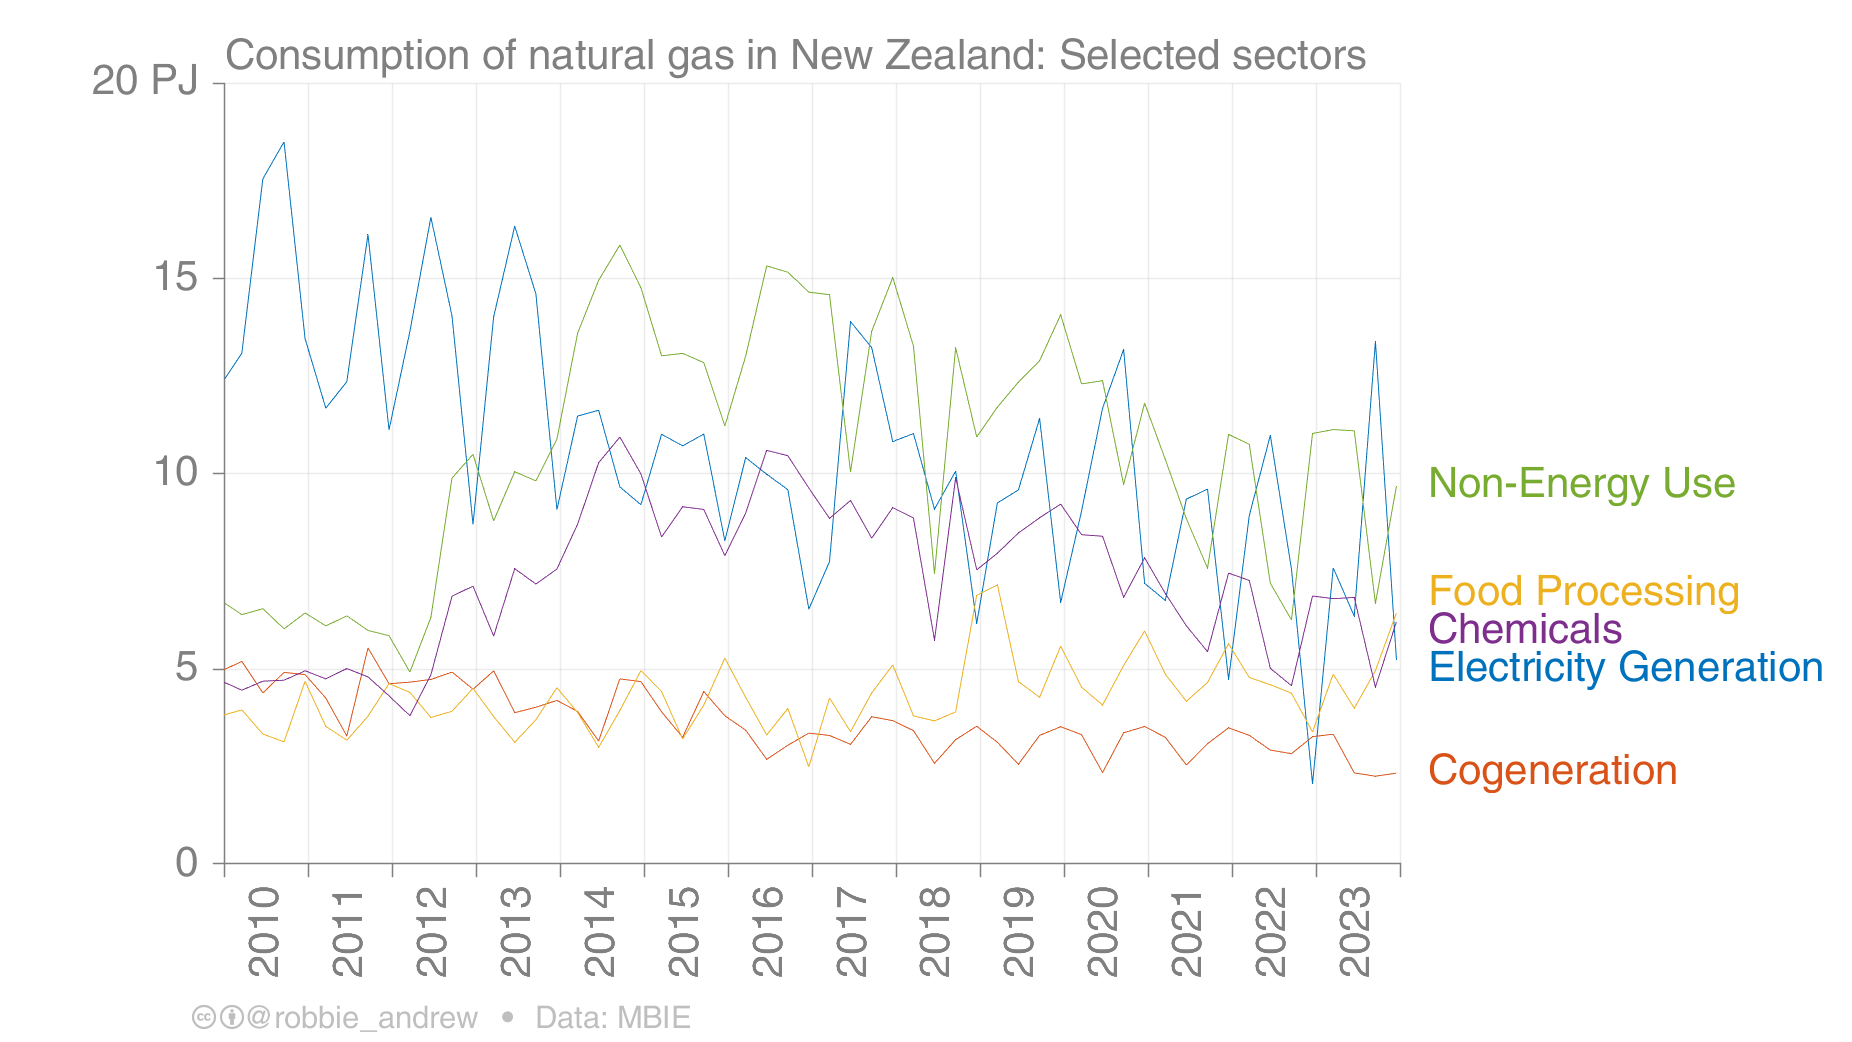 Consumption of natural gas in New Zealand: Selected sectors
20 PJ
15
10
5
0
Non-Energy Use
Food Processing
Chemicals
Electricity Generation
Cogeneration
2010
2011
2012
2013
2014
2015
2016
2017
2018
2019
2020
2021
2022
2023
cc @robbie_andrew • Data: MBIE